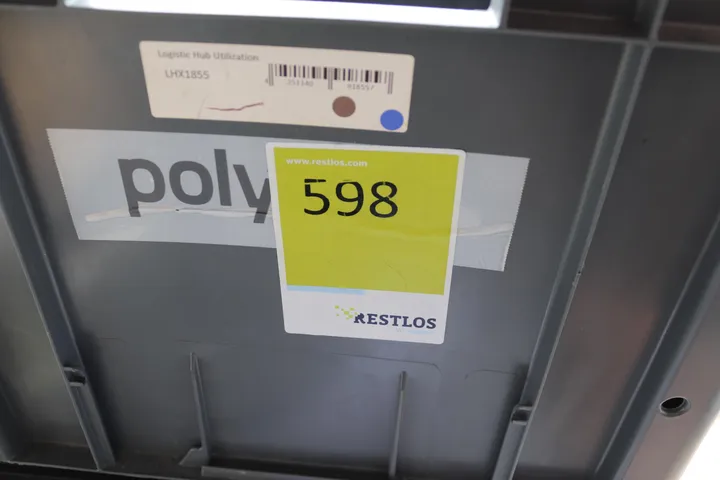 Logistic Hub Utilization
LHX1855
poly
www.restlos.com
598
RESTLOS